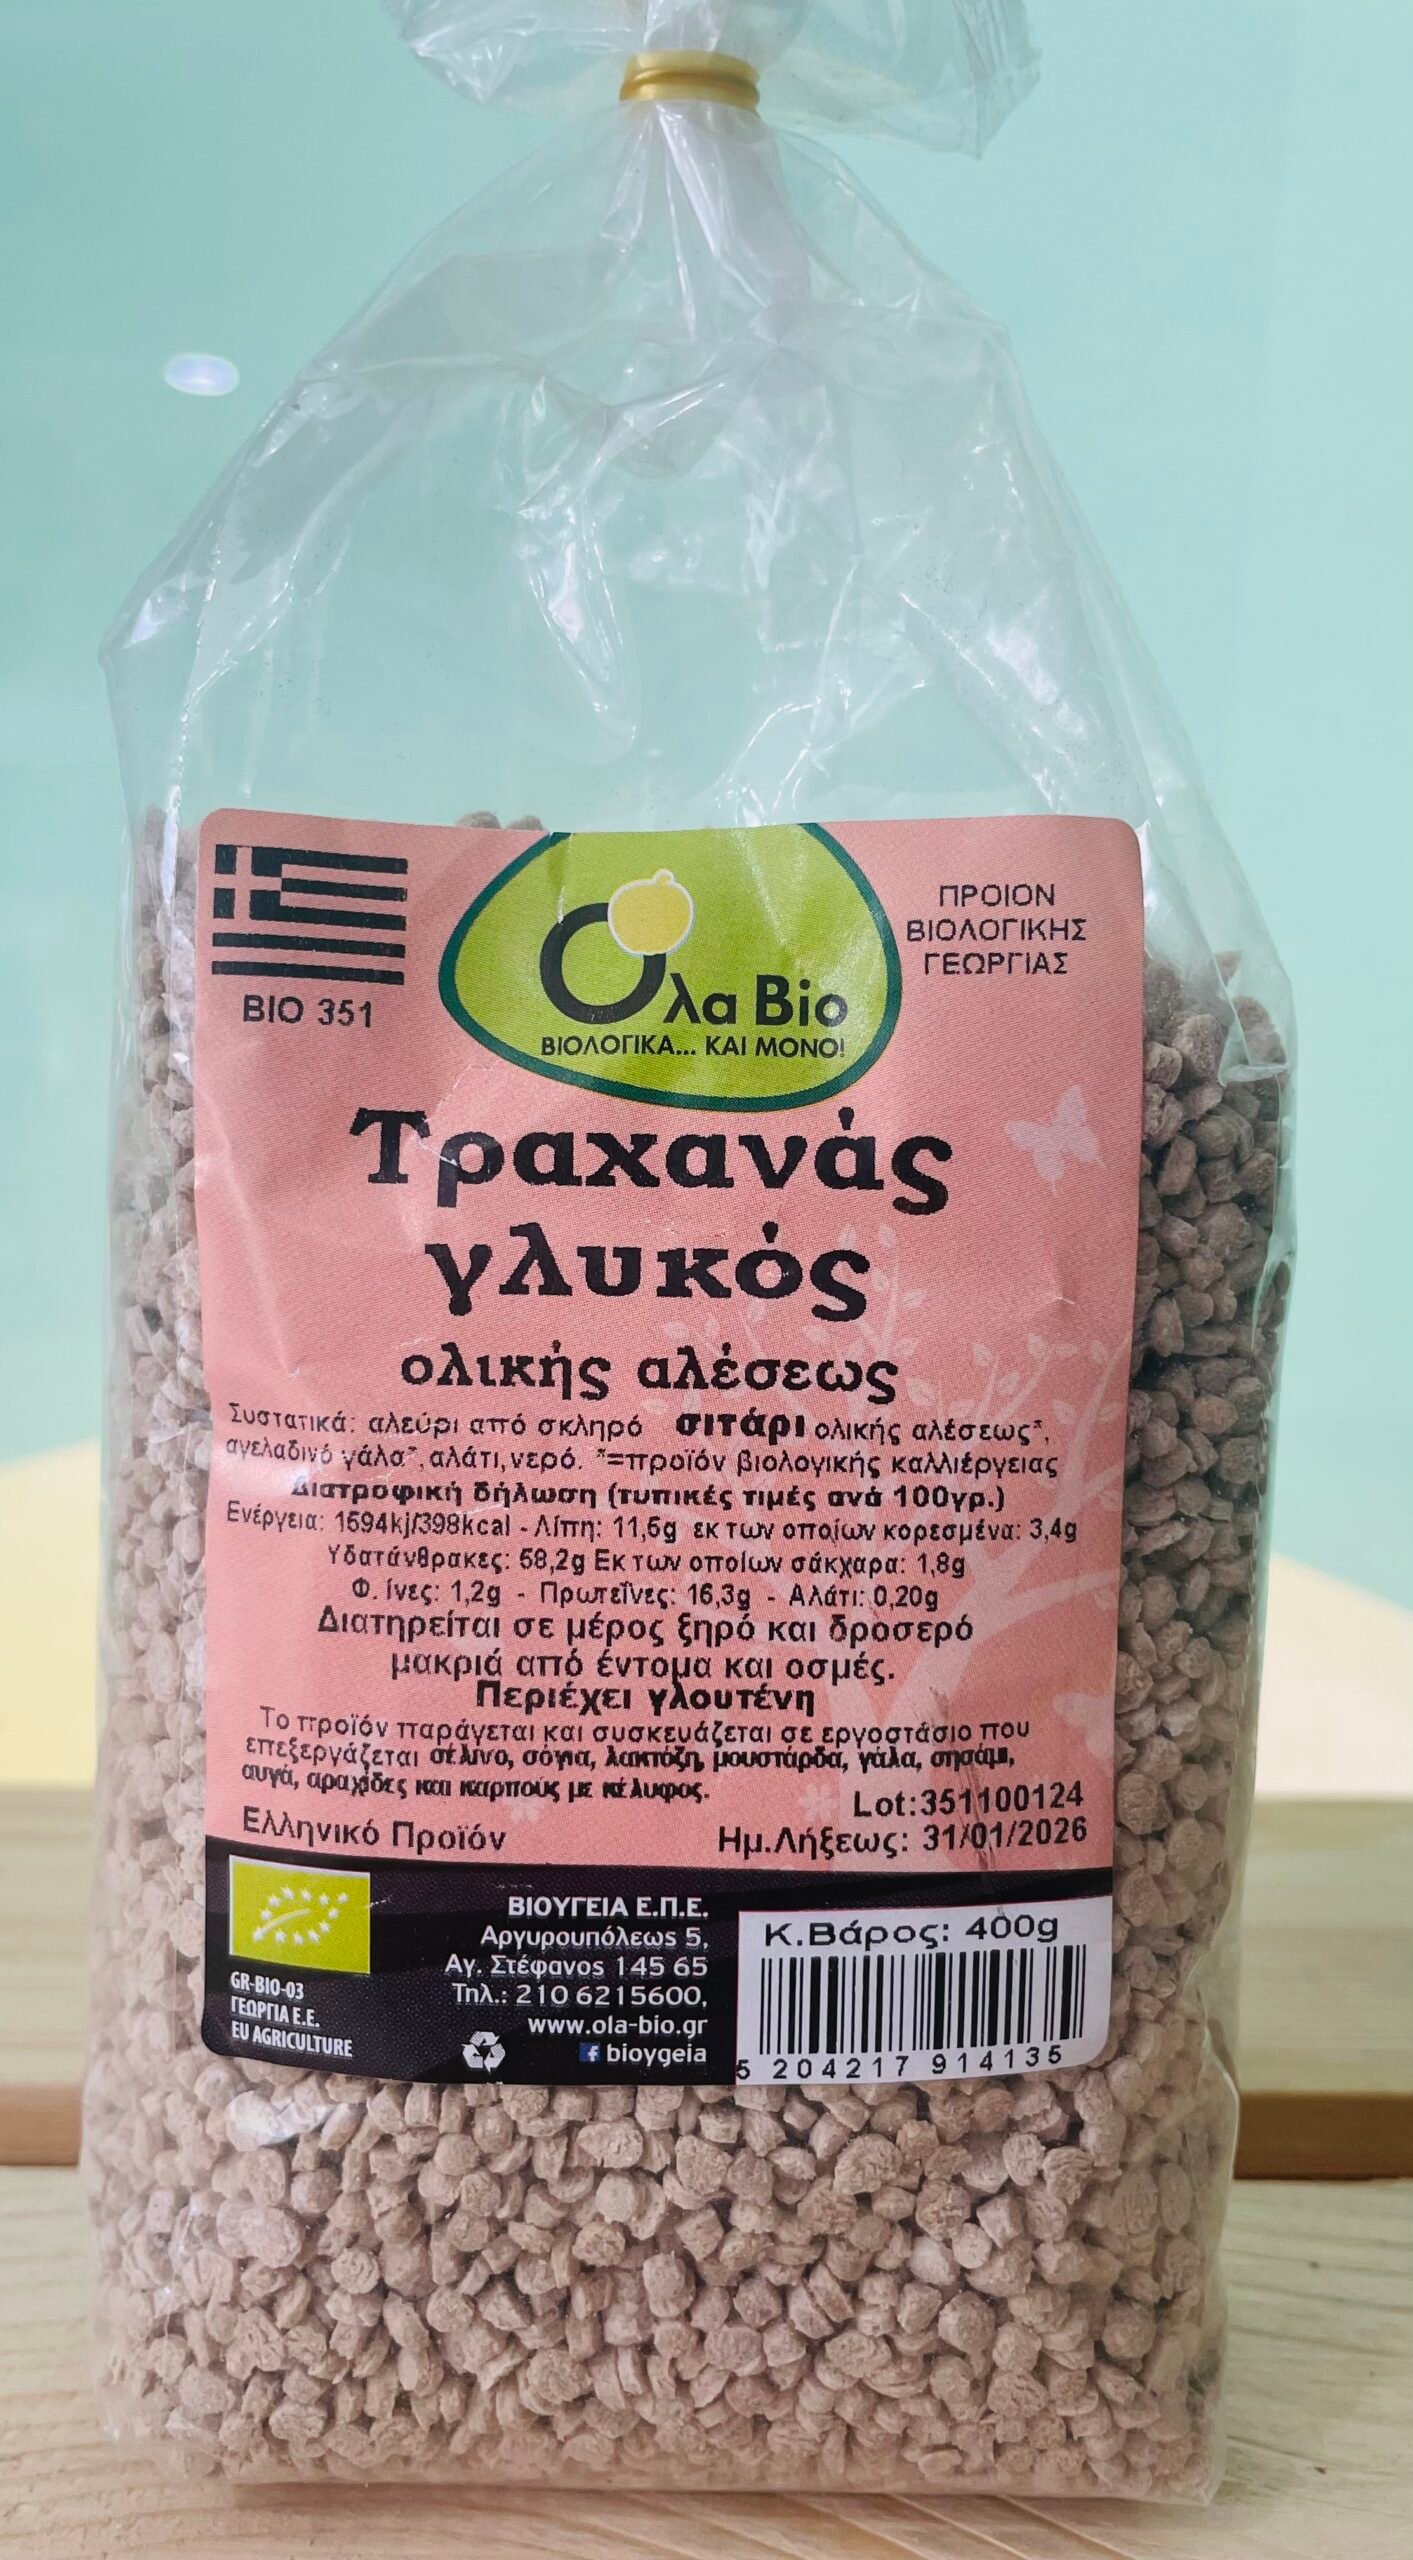 BIO 351
Ολα Bio
ΒΙΟΛΟΓΙΚΑ... ΚΑΙ ΜΟΝΟ!
ΠΡΟΙΟΝ
ΒΙΟΛΟΓΙΚΗΣ
ΓΕΩΡΓΙΑΣ
Τραχανάς
γλυκός
ολικής αλέσεως
Συστατικά: αλεύρι από σκληρό σιτάρι ολικής αλέσεως*,
αγελαδινό γάλα*, αλάτι, νερό. *=προϊόν βιολογικής καλλιέργειας
Διατροφική δήλωση (τυπικές τιμές ανά 100γρ.)
Ενέργεια: 1694kj/398kcal - Λίπη: 11,6g εκ των οποίων κορεσμένα: 3,4g
Υδατάνθρακες: 58,2g Εκ των οποίων σάκχαρα: 1,8g
Φ. ίνες: 1,2g - Πρωτεΐνες: 16,3g - Αλάτι: 0,20g
Διατηρείται σε μέρος ξηρό και δροσερό
μακριά από έντομα και οσμές.
Περιέχει γλουτένη
Το προϊόν παράγεται και συσκευάζεται σε εργοστάσιο που
επεξεργάζεται σέλινο, σόγια, λακτόζη, μουστάρδα, γάλα, σησάμι,
αυγά, αραχίδες και καρπούς με κέλυφος.
Lot:351100124
Ελληνικό Προϊόν
Ημ.Λήξεως: 31/01/2026
GR-BIO-03
ΓΕΩΡΓΙΑ Ε.Ε.
EU AGRICULTURE
ΒΙΟΥΓΕΙΑ Ε.Π.Ε.
Αργυρουπόλεως 5,
Αγ. Στέφανος 145 65
Τηλ.: 210 6215600,
www.ola-bio.gr
f bioygeia
Κ.Βάρος: 400g
5 204217 914135